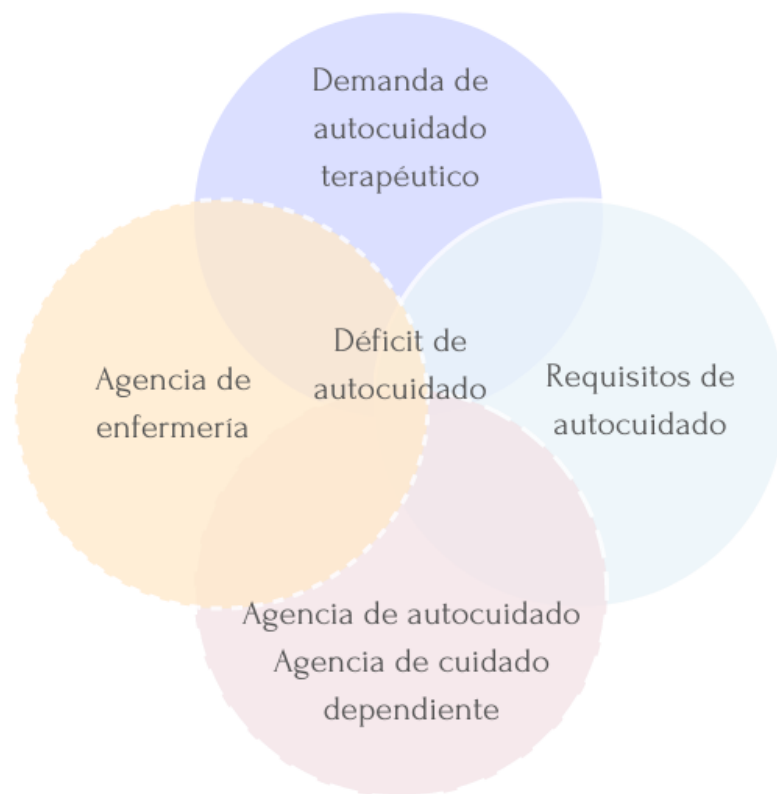 Demanda de
autocuidado
terapéutico
Déficit de
autocuidado
Agencia de
enfermería
Requisitos de
autocuidado
Agencia de autocuidado
Agencia de cuidado
dependiente